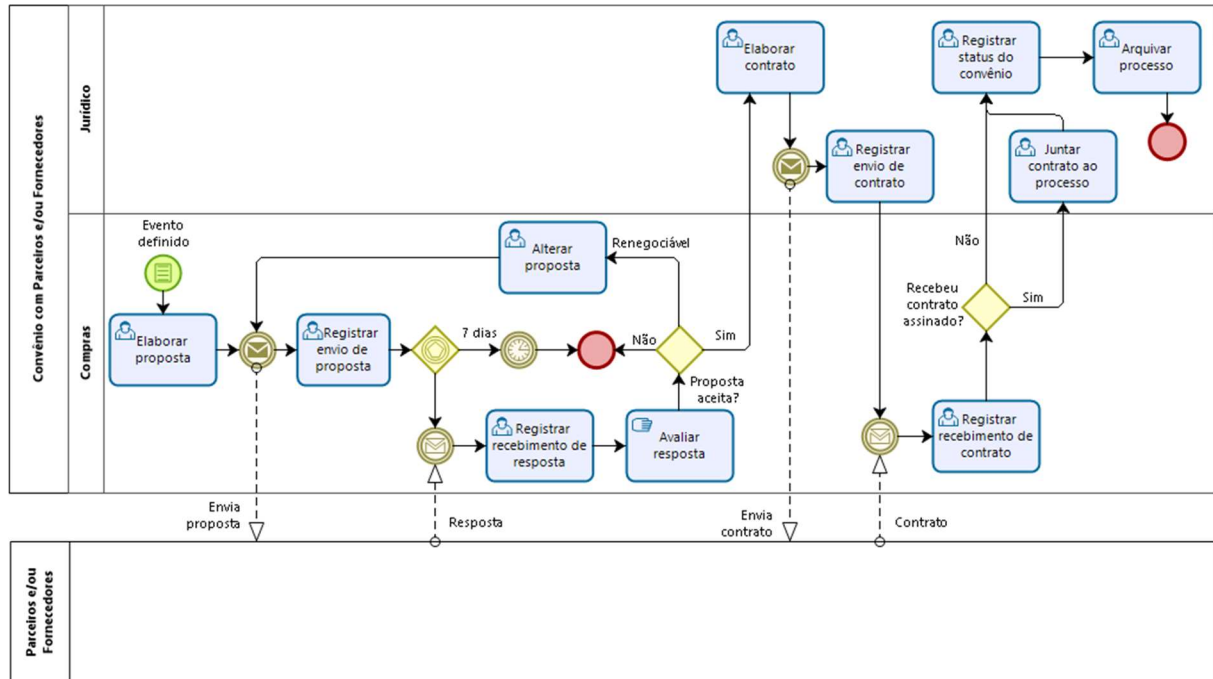 Convênio com Parceiros e/ou Fornecedores
Jurídico
Elaborar
contrato
Registrar
envio de
contrato
Registrar
status do
convênio
Arquivar
processo
Juntar
contrato ao
processo
Compras
Evento
definido
Elaborar
proposta
Registrar
envio de
proposta
Alterar
proposta
Renegociável
7 dias
Não
Sim
Proposta
aceita?
Registrar
recebimento de
resposta
Avaliar
resposta
Não
Recebeu
contrato
assinado?
Sim
Registrar
recebimento de
contrato
Envia
proposta
Resposta
Envia
contrato
Contrato
Parceiros e/ou
Fornecedores